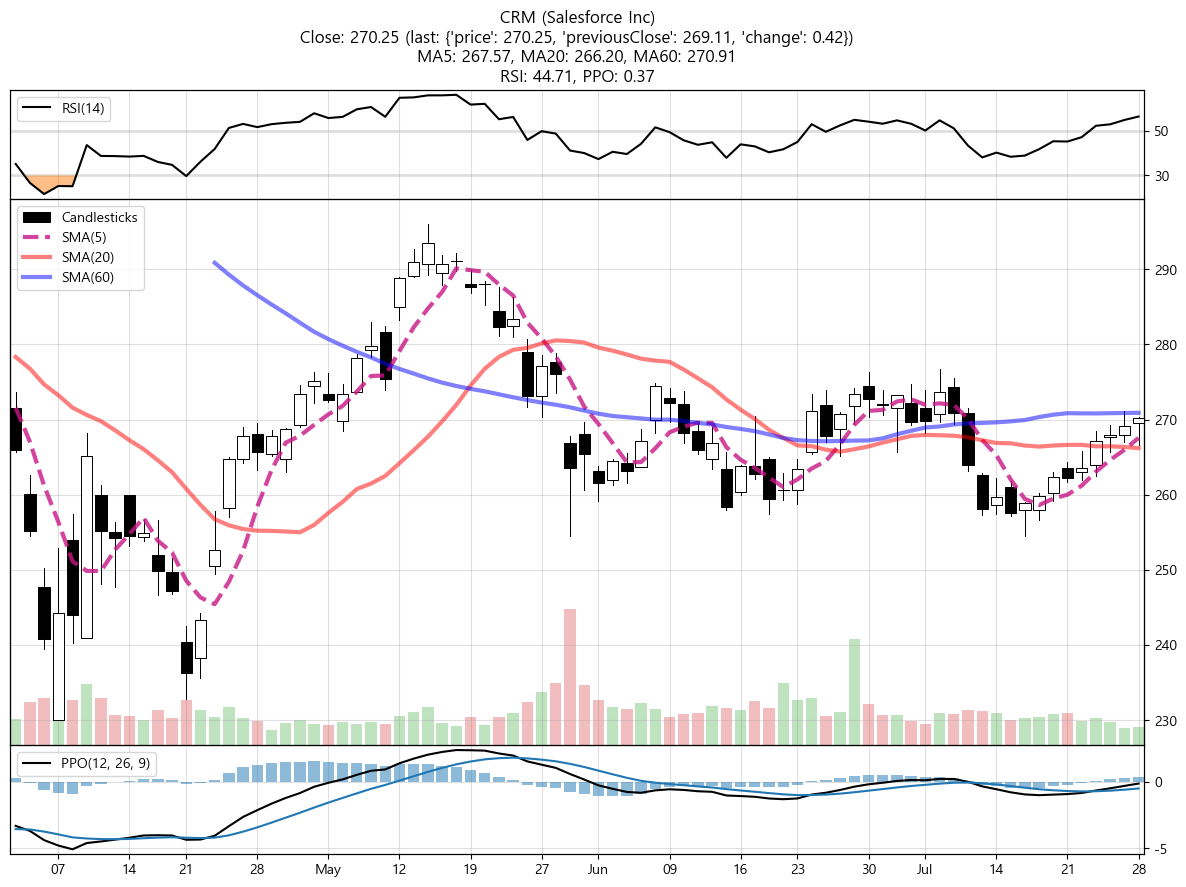 CRM (Salesforce Inc)
Close: 270.25 (last: {'price': 270.25, 'previousClose': 269.11, 'change': 0.42})
MA5: 267.57, MA20: 266.20, MA60: 270.91
RSI: 44.71, PPO: 0.37
RSI(14)
50
30
Candlesticks
SMA(5)
SMA(20)
SMA(60)
290
280
270
260
250
240
230
PPO(12, 26, 9)
0
-5
07 14 21 28 May 12 19 27 Jun 09 16 23 30 Jul 14 21 28